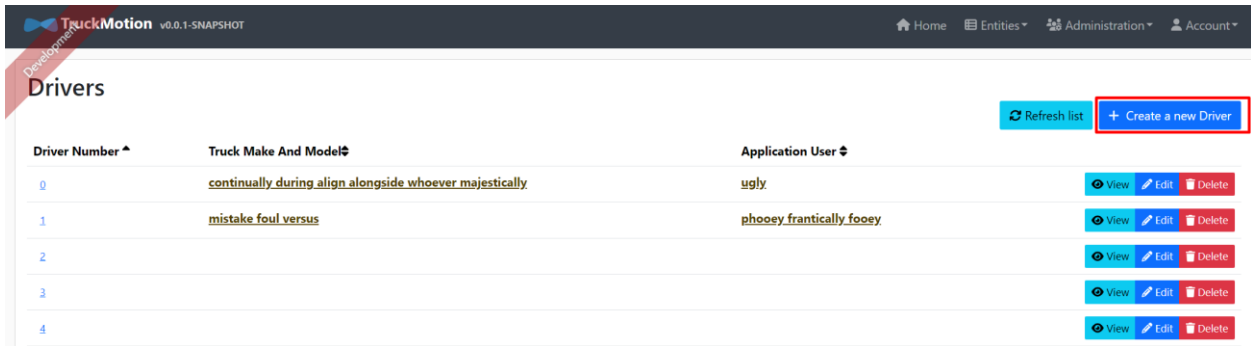 TruckMotion v0.0.1-SNAPSHOT Home Entities Administration Account
Development
Drivers
Refresh list + Create a new Driver
Driver Number Truck Make And Model Application User
0 continually during align alongside whoever majestically ugly View Edit Delete
1 mistake foul versus phooey frantically fooey View Edit Delete
2 View Edit Delete
3 View Edit Delete
4 View Edit Delete